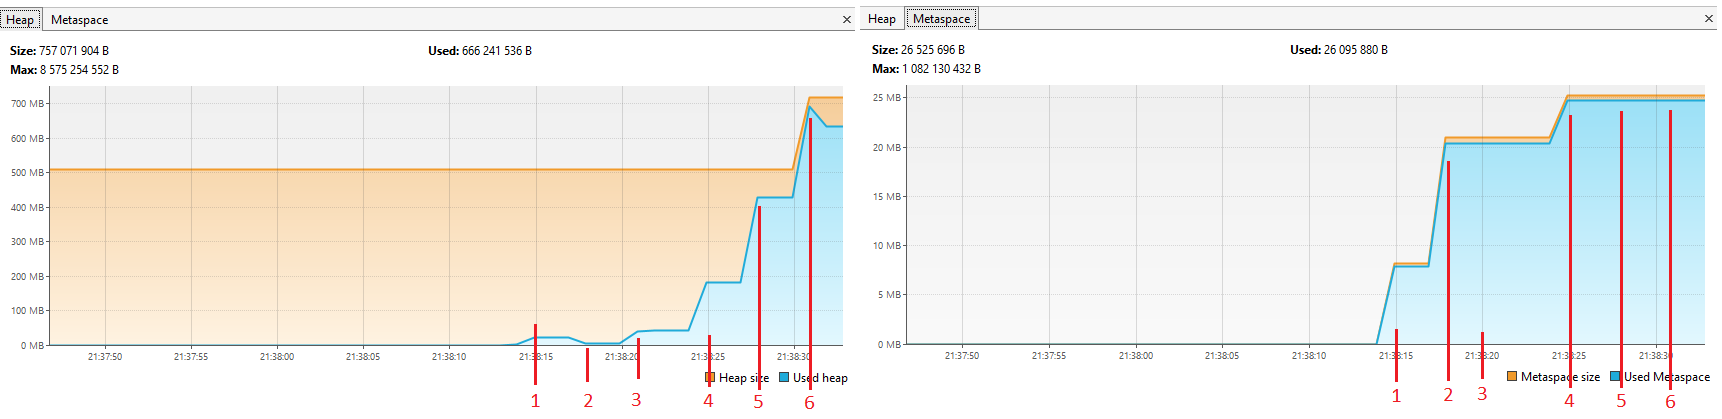 Heap Metaspace ×
Size: 757 071 904 B Used: 666 241 536 B
Max: 8 575 254 552 B
700 MB
600 MB
500 MB
400 MB
300 MB
200 MB
100 MB
0 MB
21:37:50 21:37:55 21:38:00 21:38:05 21:38:10 21:38:15 21:38:20 21:38:25 21:38:30
Heap size Used heap
1 2 3 4 5 6
Heap Metaspace ×
Size: 26 525 696 B Used: 26 095 880 B
Max: 1 082 130 432 B
25 MB
20 MB
15 MB
10 MB
5 MB
0 MB
21:37:50 21:37:55 21:38:00 21:38:05 21:38:10 21:38:15 21:38:20 21:38:25 21:38:30
Metaspace size Used Metaspace
1 2 3 4 5 6